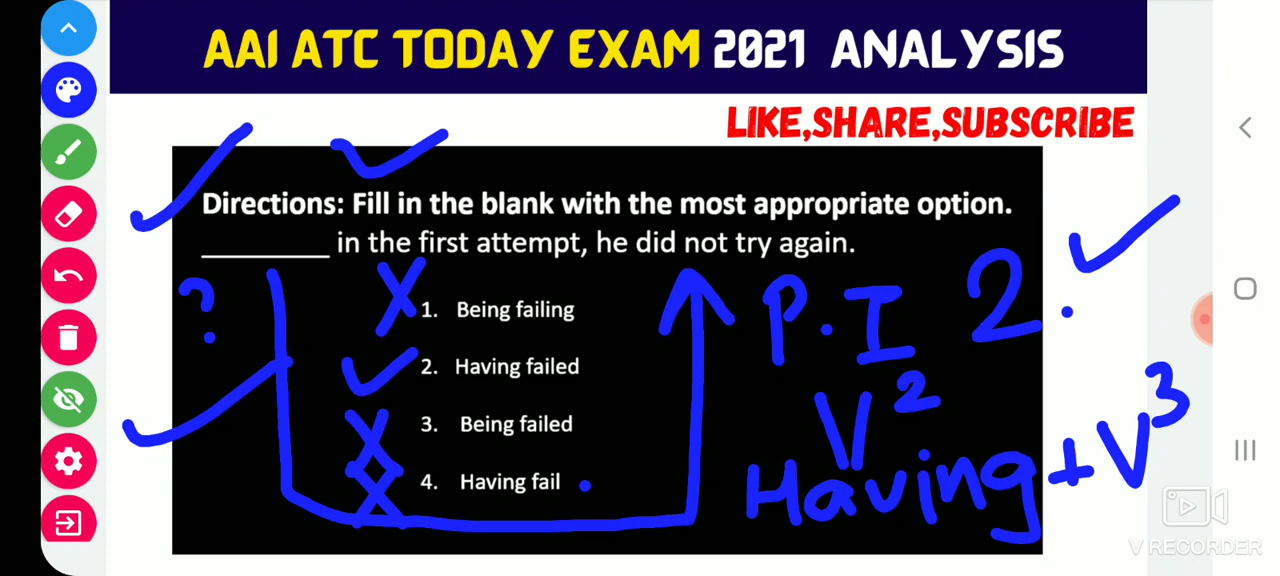 AAI ATC TODAY EXAM 2021 ANALYSIS
LIKE,SHARE,SUBSCRIBE
Directions: Fill in the blank with the most appropriate option.
________ in the first attempt, he did not try again.
?
P.I 2.
1. Being failing
2. Having failed
V2
3. Being failed
Having+V3
4. Having fail
V RECORDER